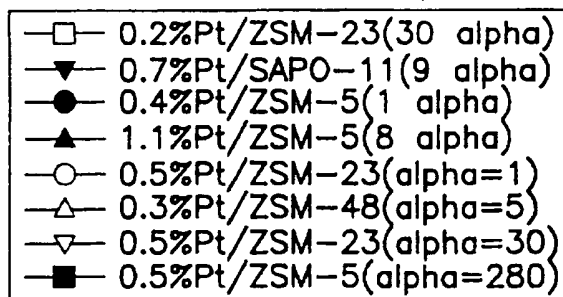 0.2%Pt/ZSM-23(30 alpha)
0.7%Pt/SAPO-11(9 alpha)
0.4%Pt/ZSM-5(1 alpha)
1.1%Pt/ZSM-5(8 alpha)
0.5%Pt/ZSM-23(alpha=1)
0.3%Pt/ZSM-48(alpha=5)
0.5%Pt/ZSM-23(alpha=30)
0.5%Pt/ZSM-5(alpha=280)